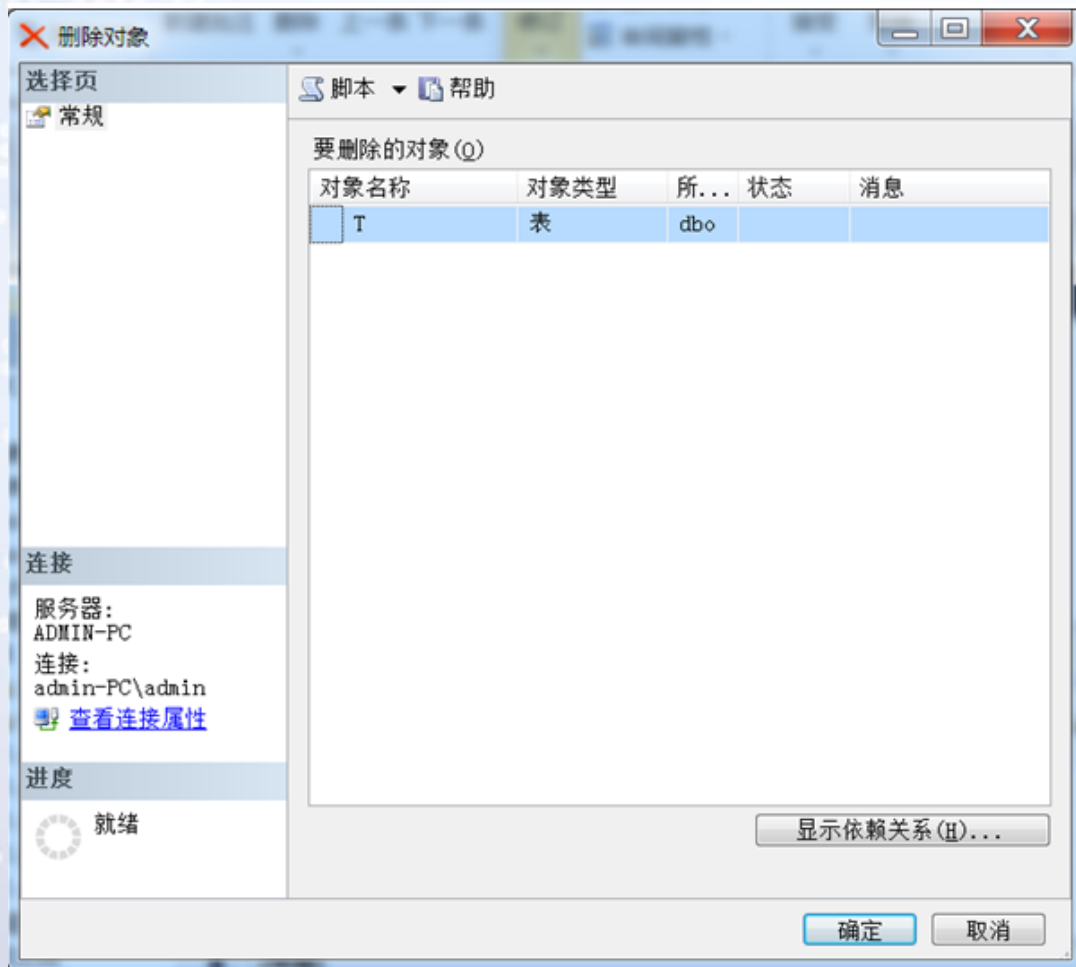 删除对象
选择页
常规
脚本 帮助
要删除的对象(O)
对象名称 对象类型 所... 状态 消息
T 表 dbo
连接
服务器:
ADMIN-PC
连接:
admin-PC\admin
查看连接属性
进度
就绪
显示依赖关系(H)...
确定 取消